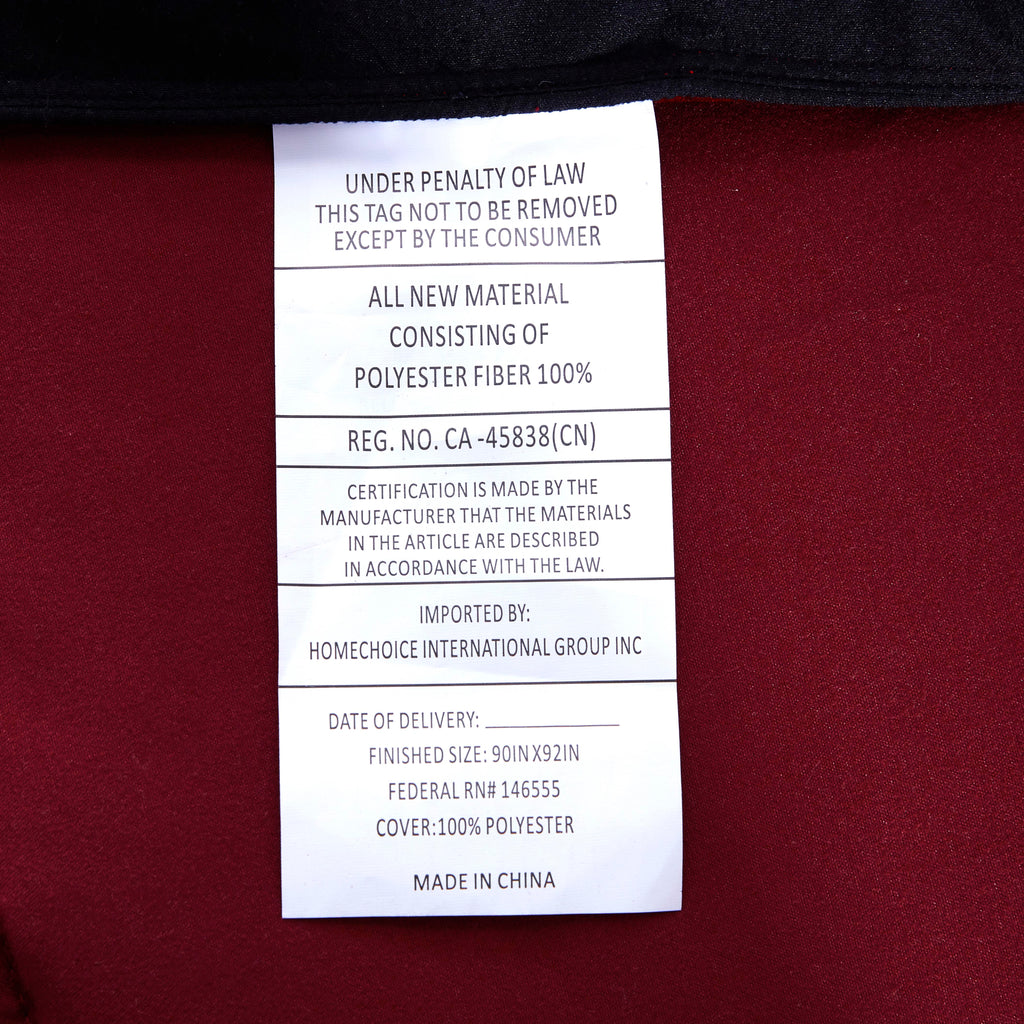 UNDER PENALTY OF LAW
THIS TAG NOT TO BE REMOVED
EXCEPT BY THE CONSUMER
ALL NEW MATERIAL
CONSISTING OF
POLYESTER FIBER 100%
REG. NO. CA -45838(CN)
CERTIFICATION IS MADE BY THE
MANUFACTURER THAT THE MATERIALS
IN THE ARTICLE ARE DESCRIBED
IN ACCORDANCE WITH THE LAW.
IMPORTED BY:
HOMECHOICE INTERNATIONAL GROUP INC
DATE OF DELIVERY: ______________
FINISHED SIZE: 90IN X92IN
FEDERAL RN# 146555
COVER:100% POLYESTER
MADE IN CHINA